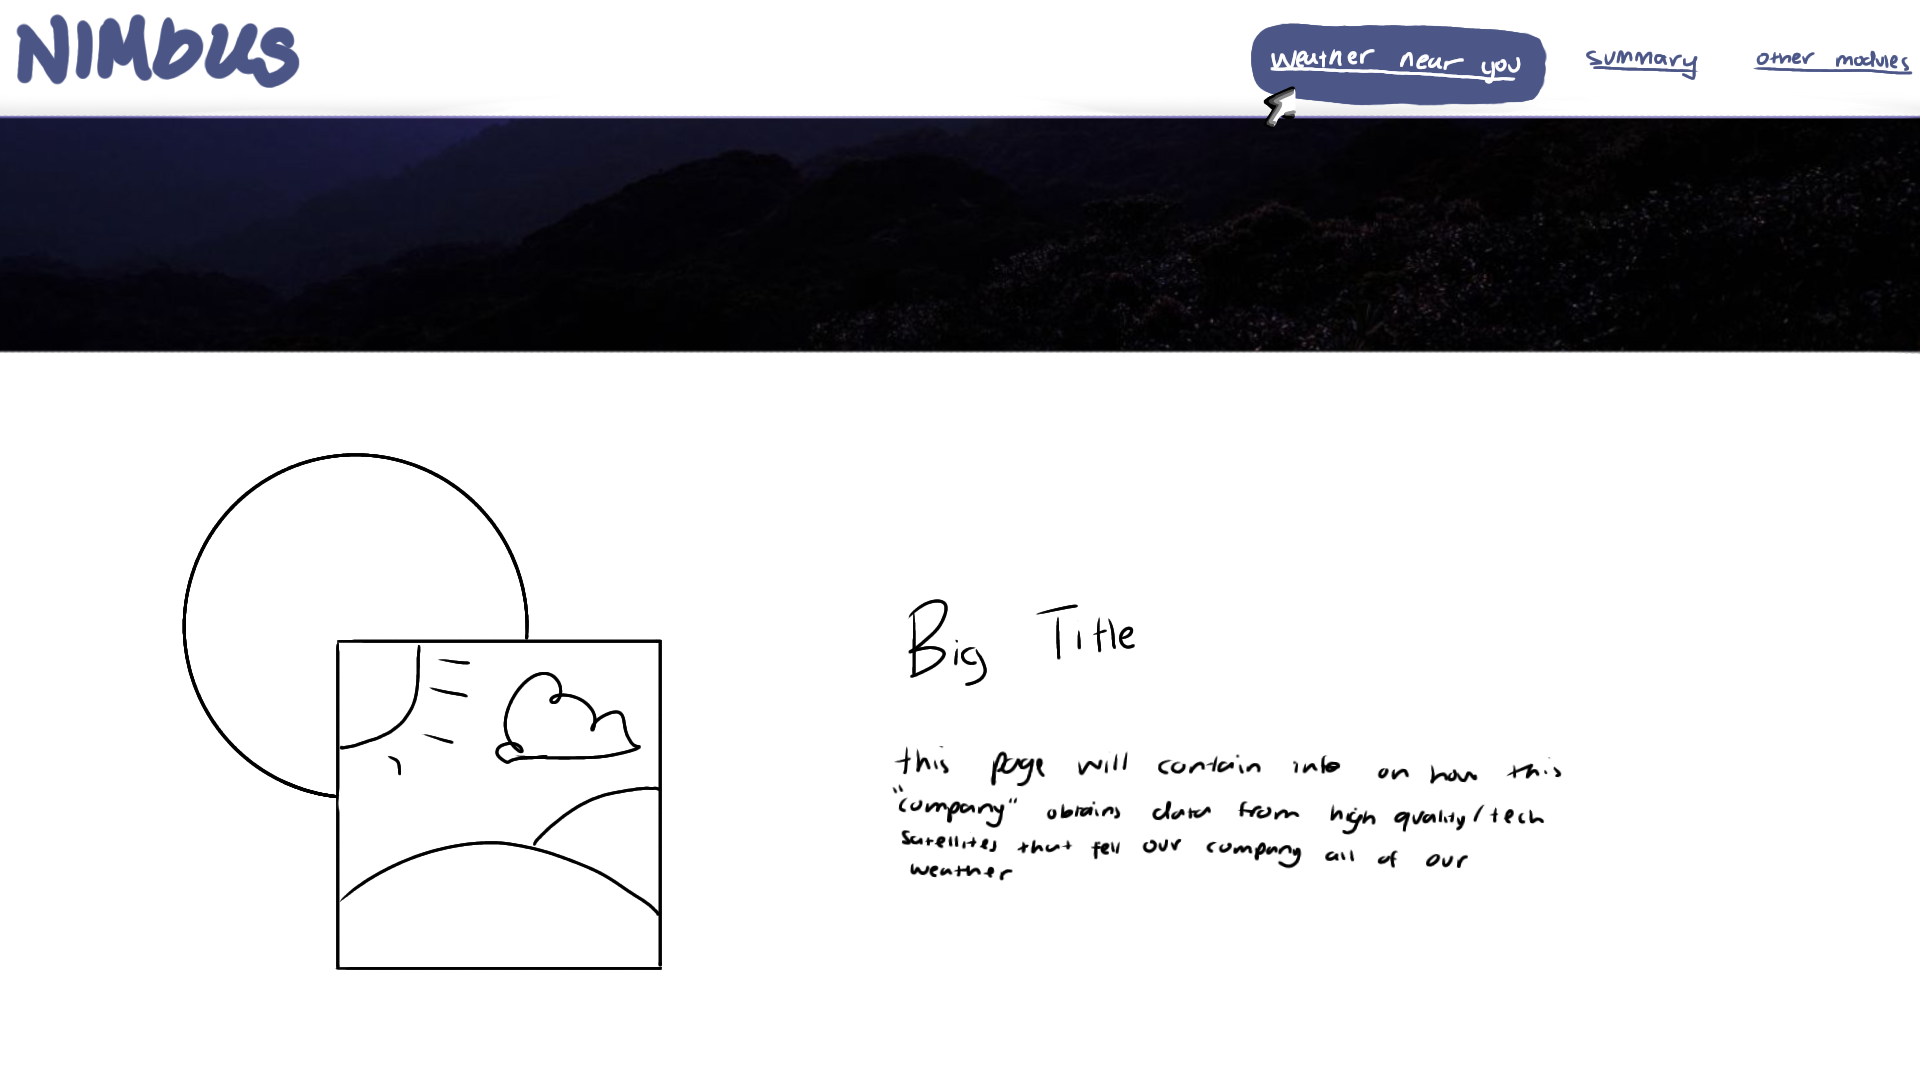 NIMbUS
weather near you
summary
other modules
Big Title
this page will contain info on how this
"company" obtains data from high quality/tech
satellites that tell our company all of our
weather